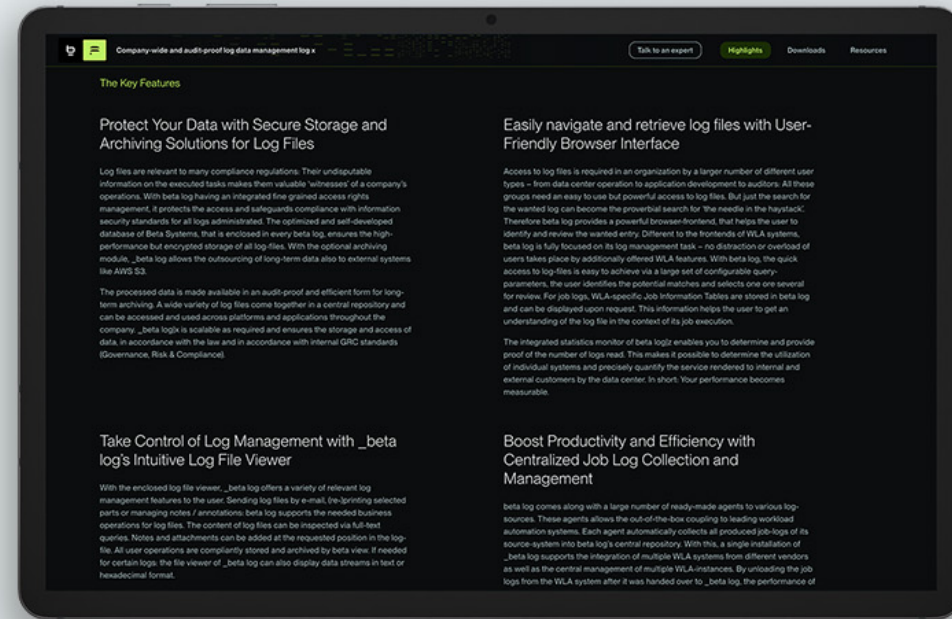 Company-wide and audit-proof log data management log x
Talk to an expert
Highlights
Downloads
Resources
The Key Features
Protect Your Data with Secure Storage and
Archiving Solutions for Log Files
Log files are relevant to many compliance regulations: Their undisputable
information on the executed tasks makes them valuable 'witnesses' of a company's
operations. With beta log having an integrated fine grained access rights
management, it protects the access and safeguards compliance with information
security standards for all logs administrated. The optimized and self-developed
database of Beta Systems, that is enclosed in every beta log, ensures the high-
performance but encrypted storage of all log-files. With the optional archiving
module, _beta log allows the outsourcing of long-term data also to external systems
like AWS S3.
The processed data is made available in an audit-proof and efficient form for long-
term archiving. A wide variety of log files come together in a central repository and
can be accessed and used across platforms and applications throughout the
company. _beta log|x is scalable as required and ensures the storage and access of
data, in accordance with the law and in accordance with internal GRC standards
(Governance, Risk & Compliance).
Easily navigate and retrieve log files with User-
Friendly Browser Interface
Access to log files is required in an organization by a larger number of different user
types – from data center operation to application development to auditors: All these
groups need an easy to use but powerful access to log files. But just the search for
the wanted log can become the proverbial search for 'the needle in the haystack'.
Therefore beta log provides a powerful browser-frontend, that helps the user to
identify and review the wanted entry. Different to the frontends of WLA systems,
beta log is fully focused on its log management task – no distraction or overload of
users takes place by additionally offered WLA features. With beta log, the quick
access to log-files is easy to achieve via a large set of configurable query-
parameters, the user identifies the potential matches and selects one ore several
for review. For job logs, WLA-specific Job Information Tables are stored in beta log
and can be displayed upon request. This information helps the user to get an
understanding of the log file in the context of its job execution.
The integrated statistics monitor of beta log|z enables you to determine and provide
proof of the number of logs read. This makes it possible to determine the utilization
of individual systems and precisely quantify the service rendered to internal and
external customers by the data center. In short: Your performance becomes
measurable.
Take Control of Log Management with _beta
log's Intuitive Log File Viewer
With the enclosed log file viewer, _beta log offers a variety of relevant log
management features to the user. Sending log files by e-mail, (re-)printing selected
parts or managing notes / annotations: beta log supports the needed business
operations for log files. The content of log files can be inspected via full-text
queries. Notes and attachments can be added at the requested position in the log-
file. All user operations are compliantly stored and archived by beta view. If needed
for certain logs: the file viewer of _beta log can also display data streams in text or
hexadecimal format.
Boost Productivity and Efficiency with
Centralized Job Log Collection and
Management
beta log comes along with a large number of ready-made agents to various log-
sources. These agents allows the out-of-the-box coupling to leading workload
automation systems. Each agent automatically collects all produced job-logs of its
source-system into beta log's central repository. With this, a single installation of
_beta log supports the integration of multiple WLA systems from different vendors
as well as the central management of multiple WLA-instances. By unloading the job
logs from the WLA system after it was handed over to _beta log, the performance of